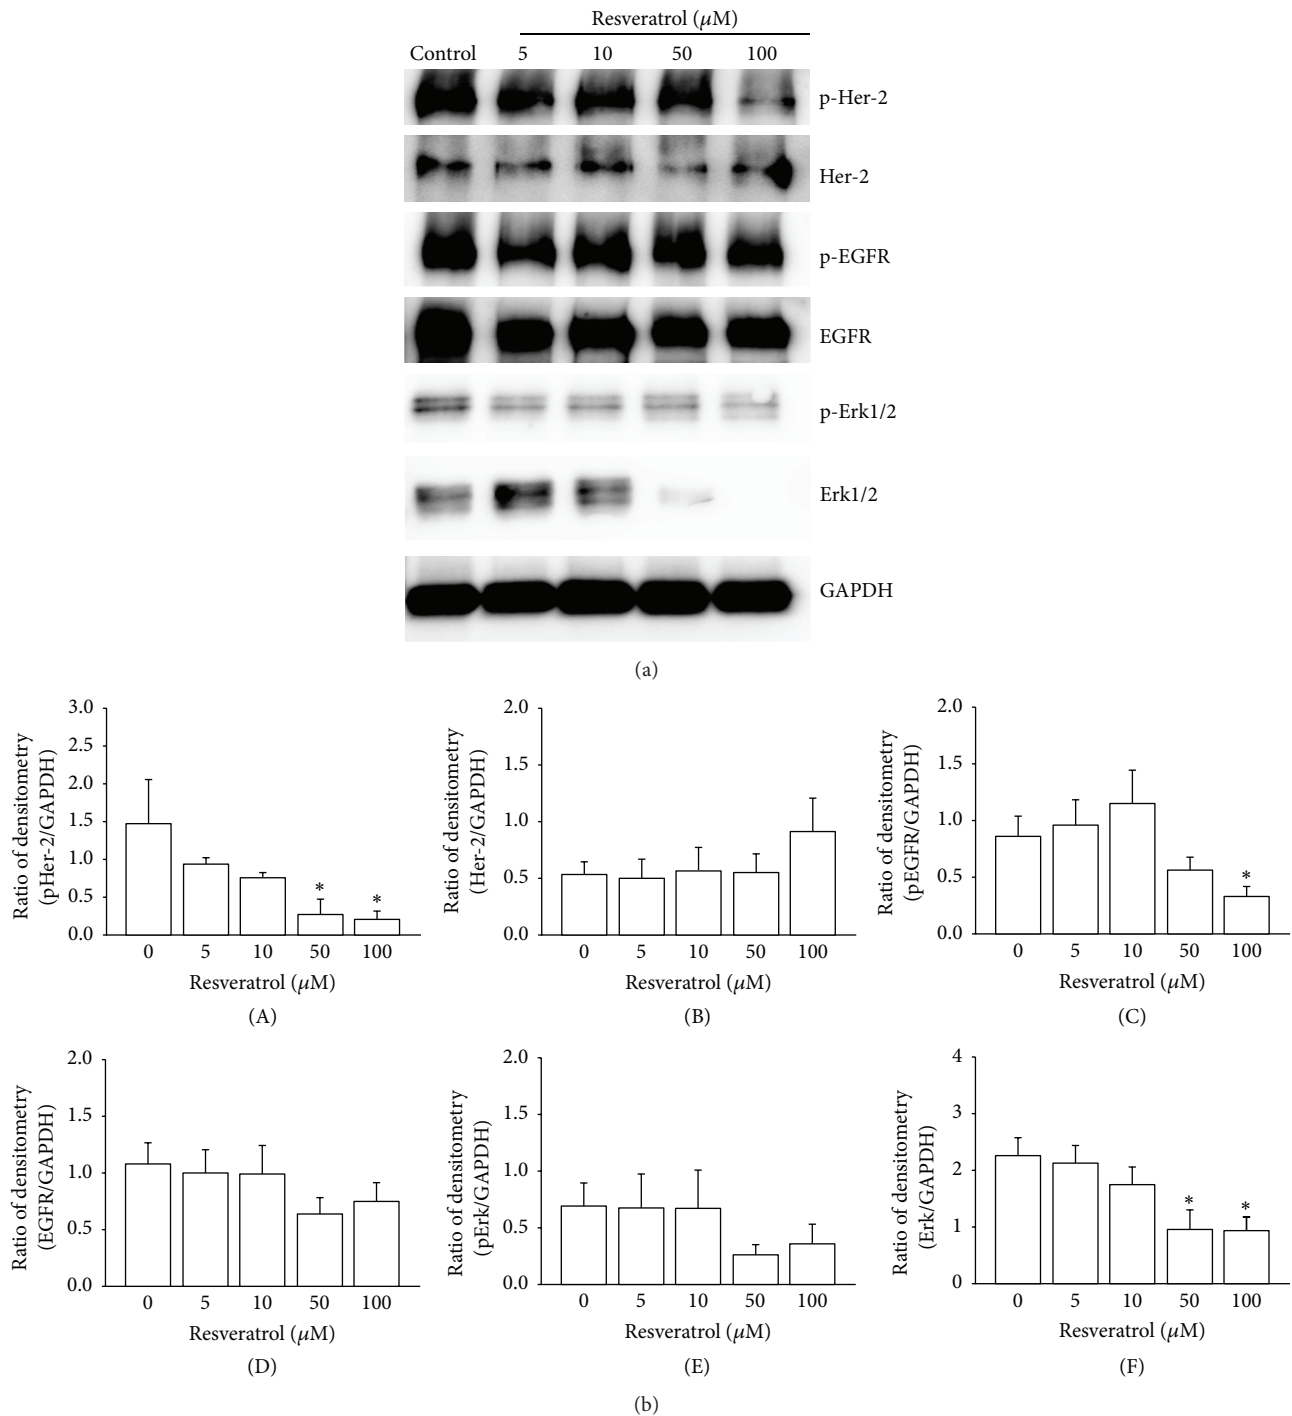 Resveratrol (μM)
Control 5 10 50 100
p-Her-2
Her-2
p-EGFR
EGFR
p-Erk1/2
Erk1/2
GAPDH
(a)
Ratio of densitometry
(pHer-2/GAPDH)
3.0
2.5
2.0
1.5
1.0
0.5
0.0
* *
0 5 10 50 100
Resveratrol (μM)
(A)
Ratio of densitometry
(Her-2/GAPDH)
2.0
1.5
1.0
0.5
0.0
0 5 10 50 100
Resveratrol (μM)
(B)
Ratio of densitometry
(pEGFR/GAPDH)
2.0
1.5
1.0
0.5
0.0
*
0 5 10 50 100
Resveratrol (μM)
(C)
Ratio of densitometry
(EGFR/GAPDH)
2.0
1.5
1.0
0.5
0.0
0 5 10 50 100
Resveratrol (μM)
(D)
Ratio of densitometry
(pErk/GAPDH)
2.0
1.5
1.0
0.5
0.0
0 5 10 50 100
Resveratrol (μM)
(E)
Ratio of densitometry
(Erk/GAPDH)
4
3
2
1
0
* *
0 5 10 50 100
Resveratrol (μM)
(F)
(b)